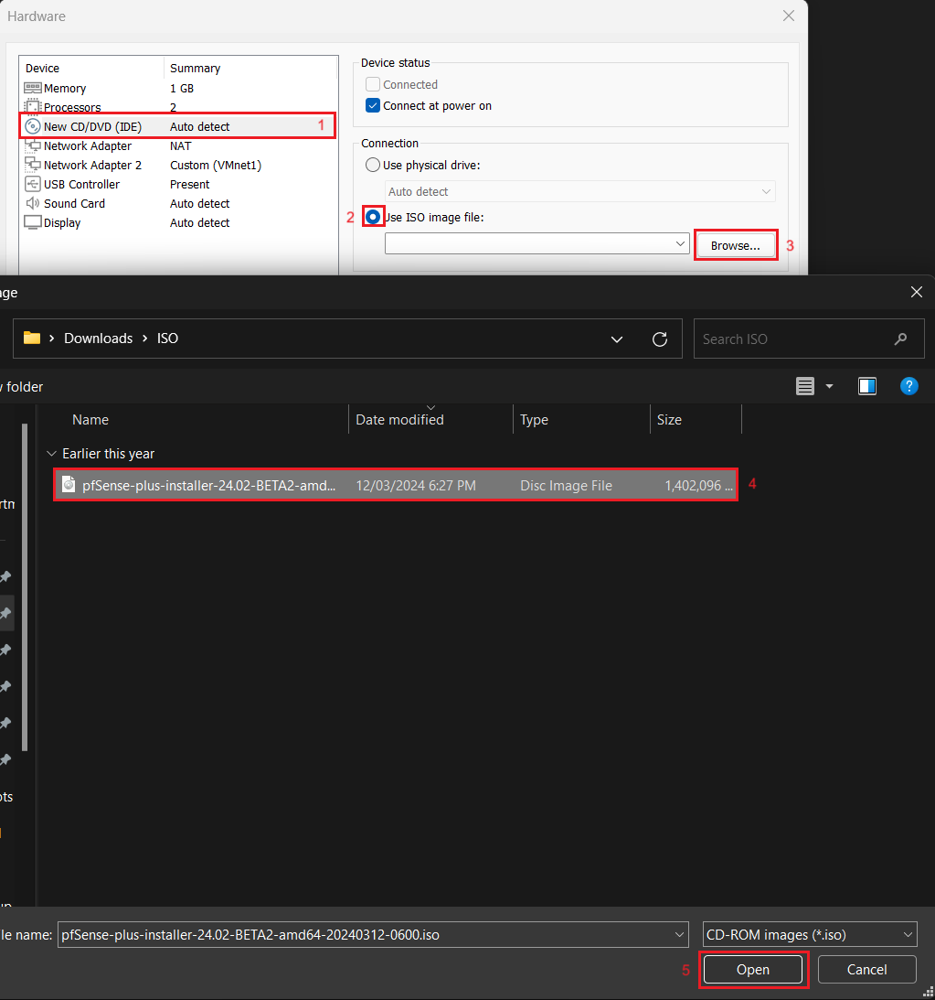 Hardware
Device Summary
Memory 1 GB
Processors 2
New CD/DVD (IDE) Auto detect 1
Network Adapter NAT
Network Adapter 2 Custom (VMnet1)
USB Controller Present
Sound Card Auto detect
Display Auto detect
Device status
Connected
Connect at power on
Connection
Use physical drive:
Auto detect
2 Use ISO image file:
Browse... 3
age
Downloads > ISO
Search ISO
folder
?
Name Date modified Type Size
Earlier this year
pfSense-plus-installer-24.02-BETA2-amd... 12/03/2024 6:27 PM Disc Image File 1,402,096 ... 4
rtm
ots
up
le name: pfSense-plus-installer-24.02-BETA2-amd64-20240312-0600.iso CD-ROM images (*.iso)
5 Open Cancel